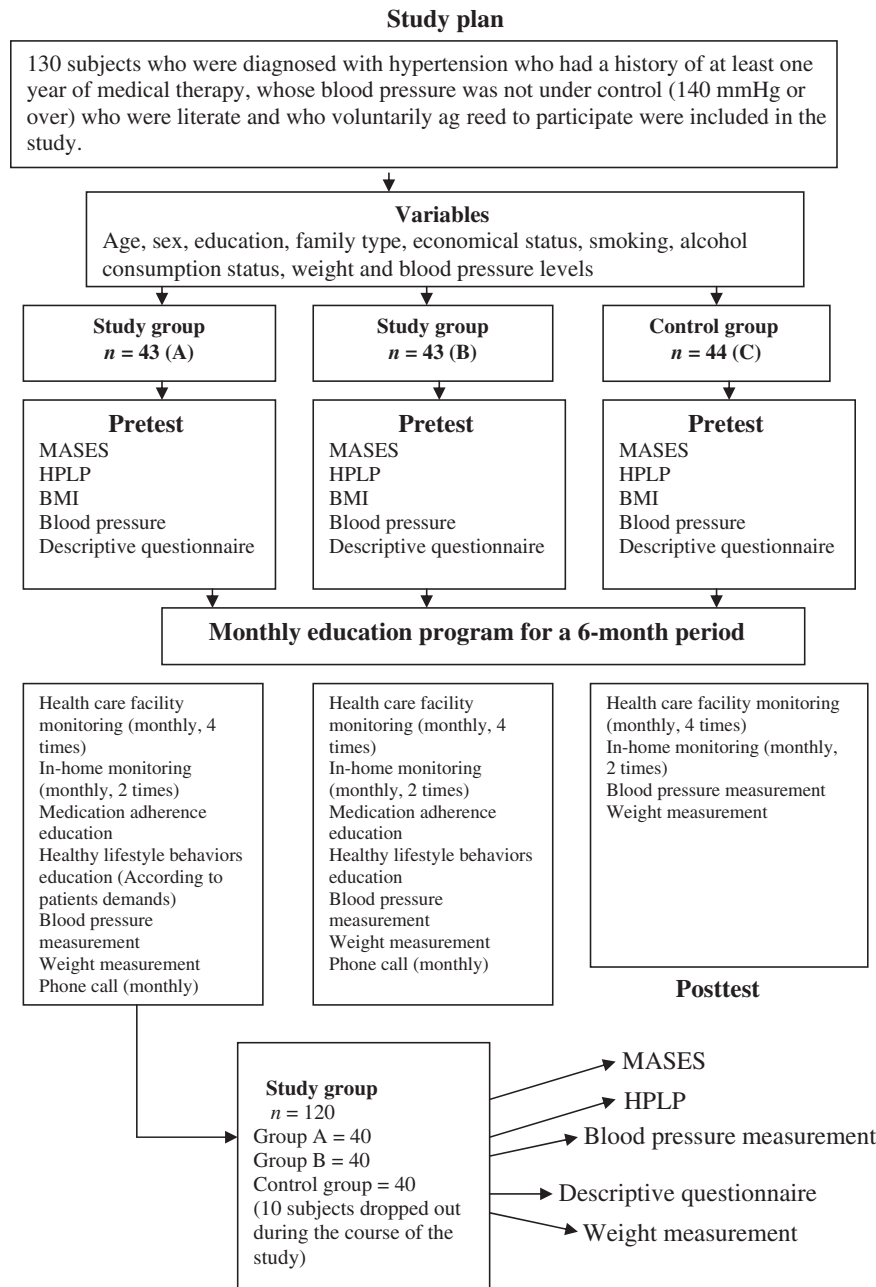 Study plan
130 subjects who were diagnosed with hypertension who had a history of at least one
year of medical therapy, whose blood pressure was not under control (140 mmHg or
over) who were literate and who voluntarily ag reed to participate were included in the
study.
Variables
Age, sex, education, family type, economical status, smoking, alcohol
consumption status, weight and blood pressure levels
Study group
n = 43 (A)
Study group
n = 43 (B)
Control group
n = 44 (C)
Pretest
MASES
HPLP
BMI
Blood pressure
Descriptive questionnaire
Pretest
MASES
HPLP
BMI
Blood pressure
Descriptive questionnaire
Pretest
MASES
HPLP
BMI
Blood pressure
Descriptive questionnaire
Monthly education program for a 6-month period
Health care facility
monitoring (monthly, 4
times)
In-home monitoring
(monthly, 2 times)
Medication adherence
education
Healthy lifestyle behaviors
education (According to
patients demands)
Blood pressure
measurement
Weight measurement
Phone call (monthly)
Health care facility
monitoring (monthly, 4
times)
In-home monitoring
(monthly, 2 times)
Medication adherence
education
Healthy lifestyle behaviors
education
Blood pressure
measurement
Weight measurement
Phone call (monthly)
Health care facility monitoring
(monthly, 4 times)
In-home monitoring (monthly,
2 times)
Blood pressure measurement
Weight measurement
Posttest
Study group
n = 120
Group A = 40
Group B = 40
Control group = 40
(10 subjects dropped out
during the course of the
study)
MASES
HPLP
Blood pressure measurement
Descriptive questionnaire
Weight measurement